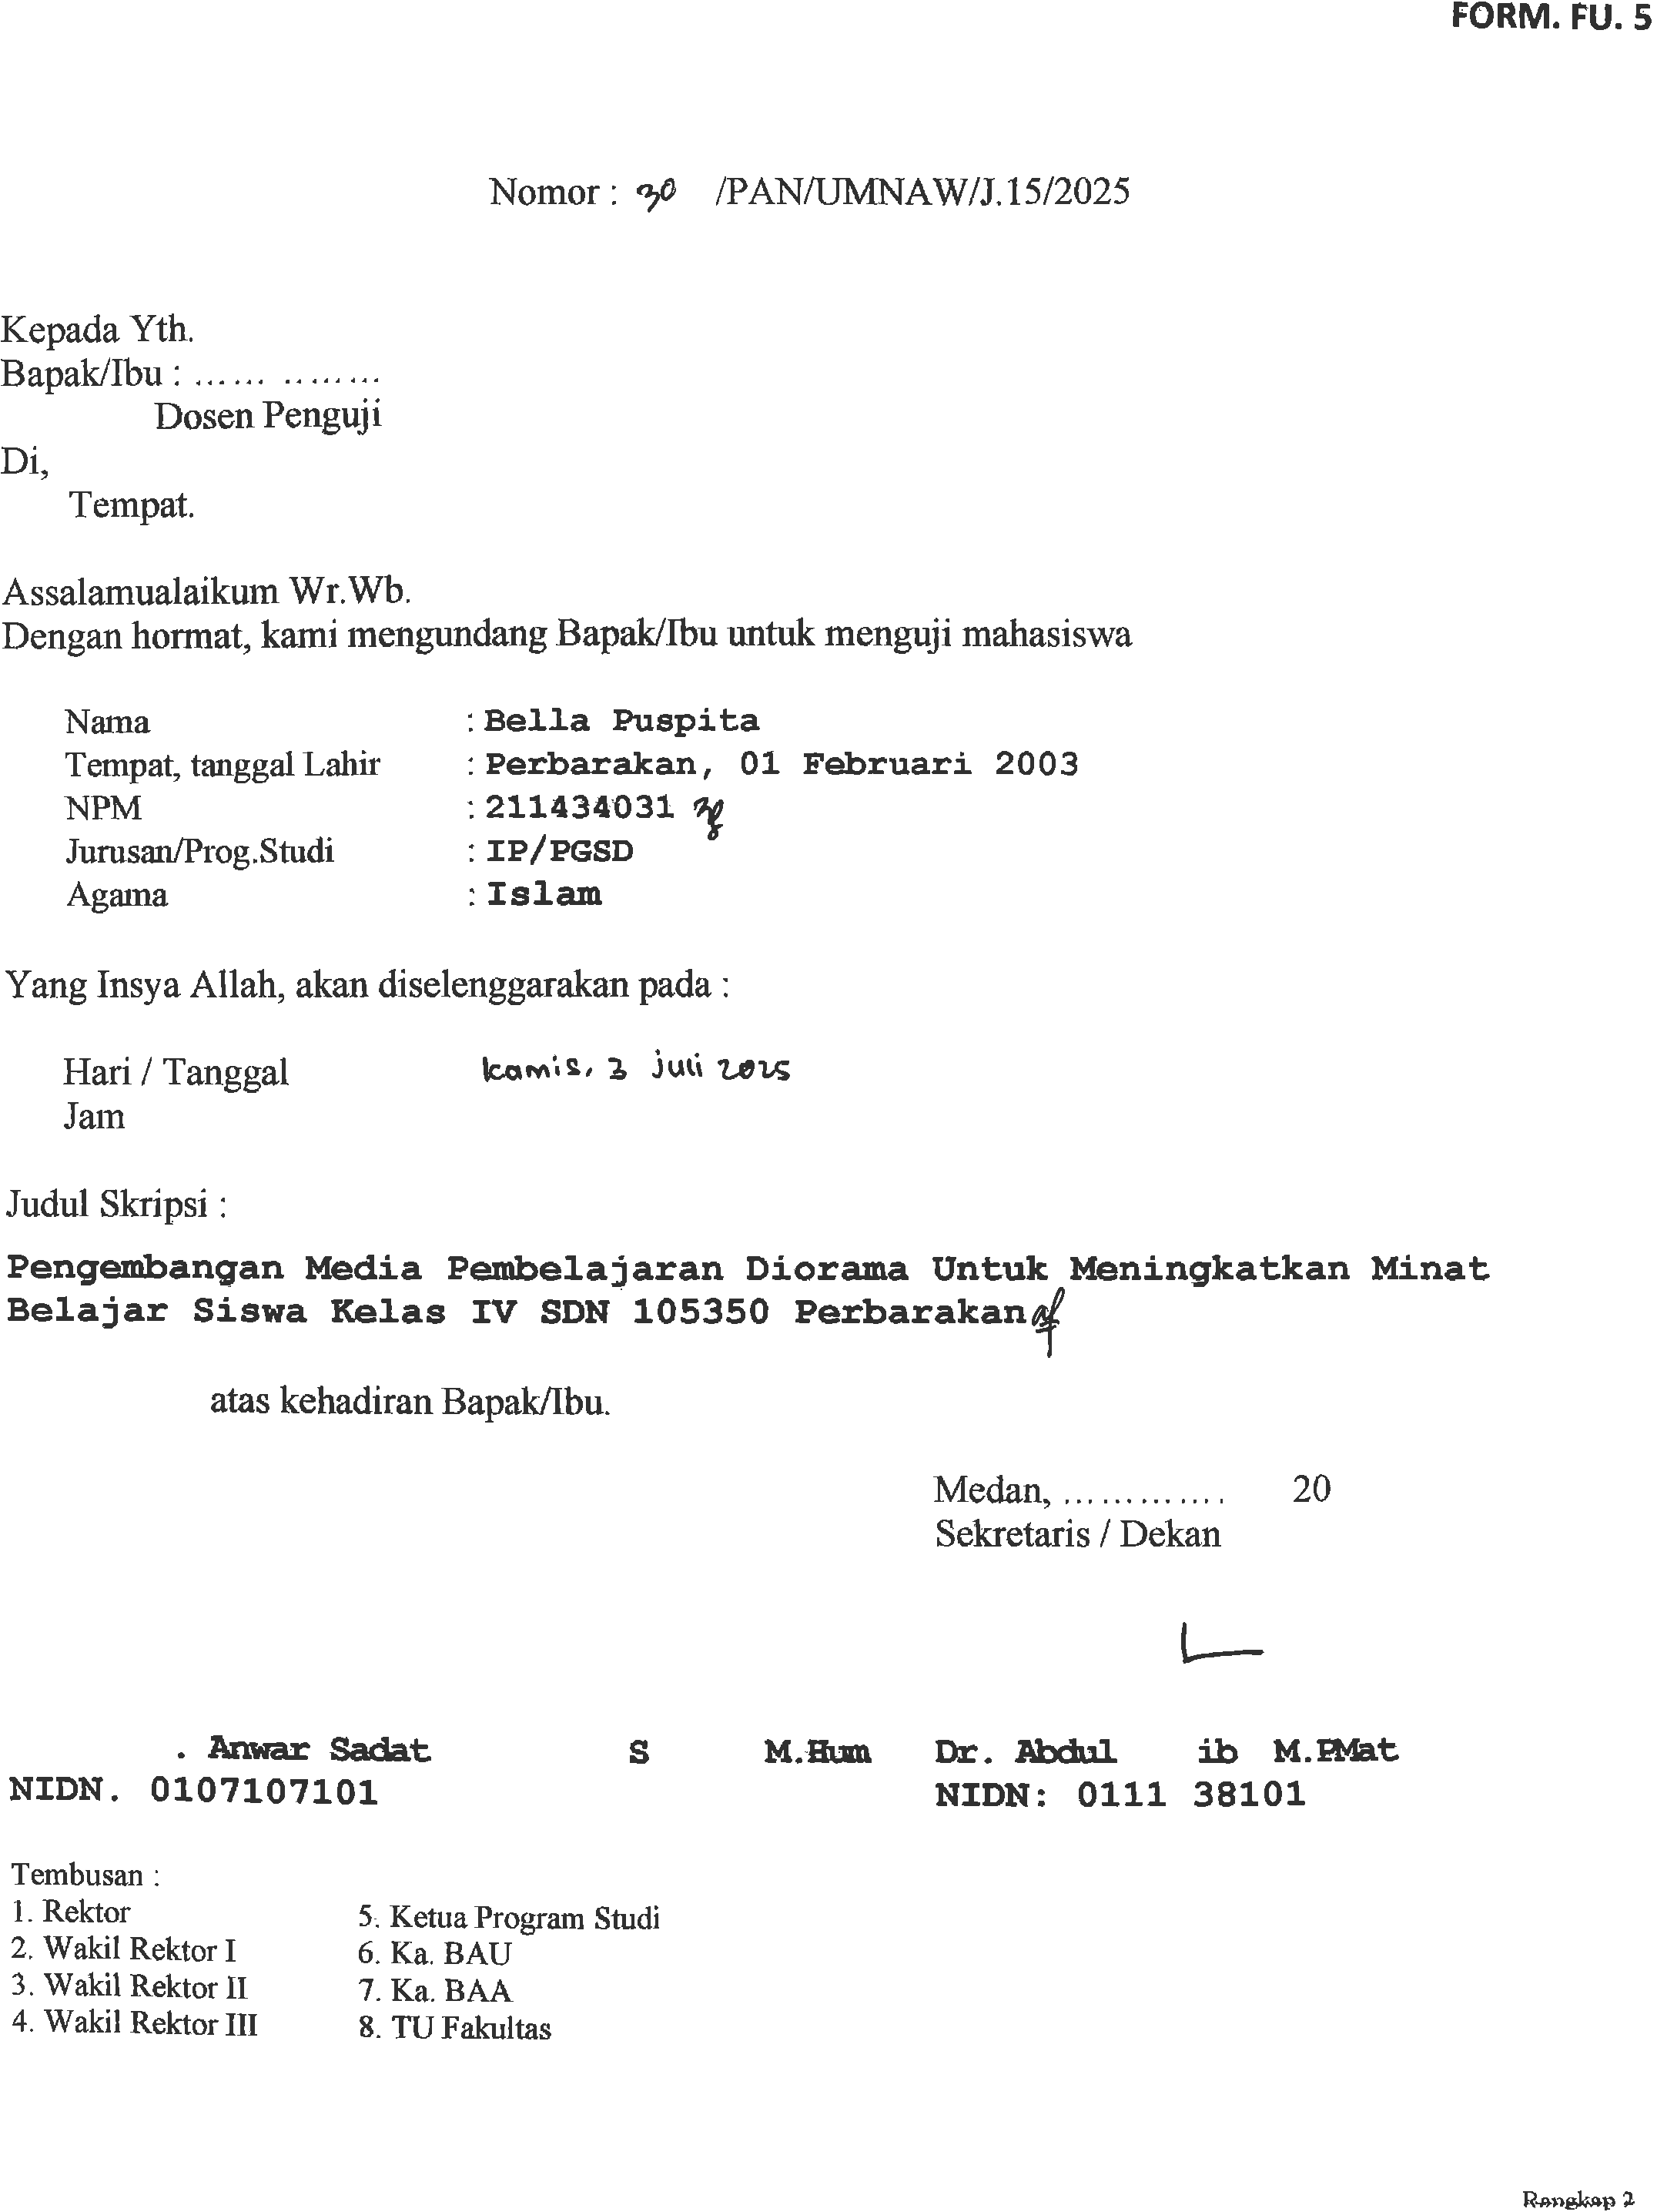 FORM. FU. 5
Nomor : 30 /PAN/UMNAW/J.15/2025
Kepada Yth.
Bapak/Ibu : ...... ........
Dosen Penguji
Di,
Tempat.
Assalamualaikum Wr.Wb.
Dengan hormat, kami mengundang Bapak/Ibu untuk menguji mahasiswa
Nama : Bella Puspita
Tempat, tanggal Lahir : Perbarakan, 01 Februari 2003
NPM : 211434031
Jurusan/Prog.Studi : IP/PGSD
Agama : Islam
Yang Insya Allah, akan diselenggarakan pada :
Hari / Tanggal kamis, 3 juli 2025
Jam
Judul Skripsi :
Pengembangan Media Pembelajaran Diorama Untuk Meningkatkan Minat
Belajar Siswa Kelas IV SDN 105350 Perbarakan
atas kehadiran Bapak/Ibu.
Medan, ............. 20
Sekretaris / Dekan
. Anwar Sadat S M.Hum Dr. Abdul ib M.PMat
NIDN. 0107107101 NIDN: 0111 38101
Tembusan :
1. Rektor
2. Wakil Rektor I
3. Wakil Rektor II
4. Wakil Rektor III
5. Ketua Program Studi
6. Ka. BAU
7. Ka. BAA
8. TU Fakultas
Rangkap 2